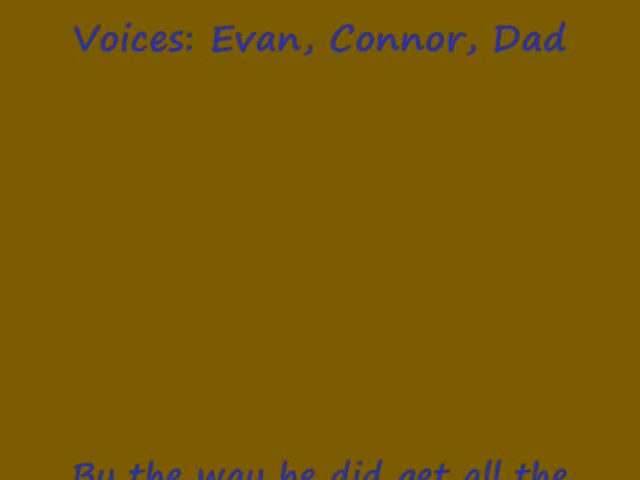 Voices: Evan, Connor, Dad
By the way he did get all the